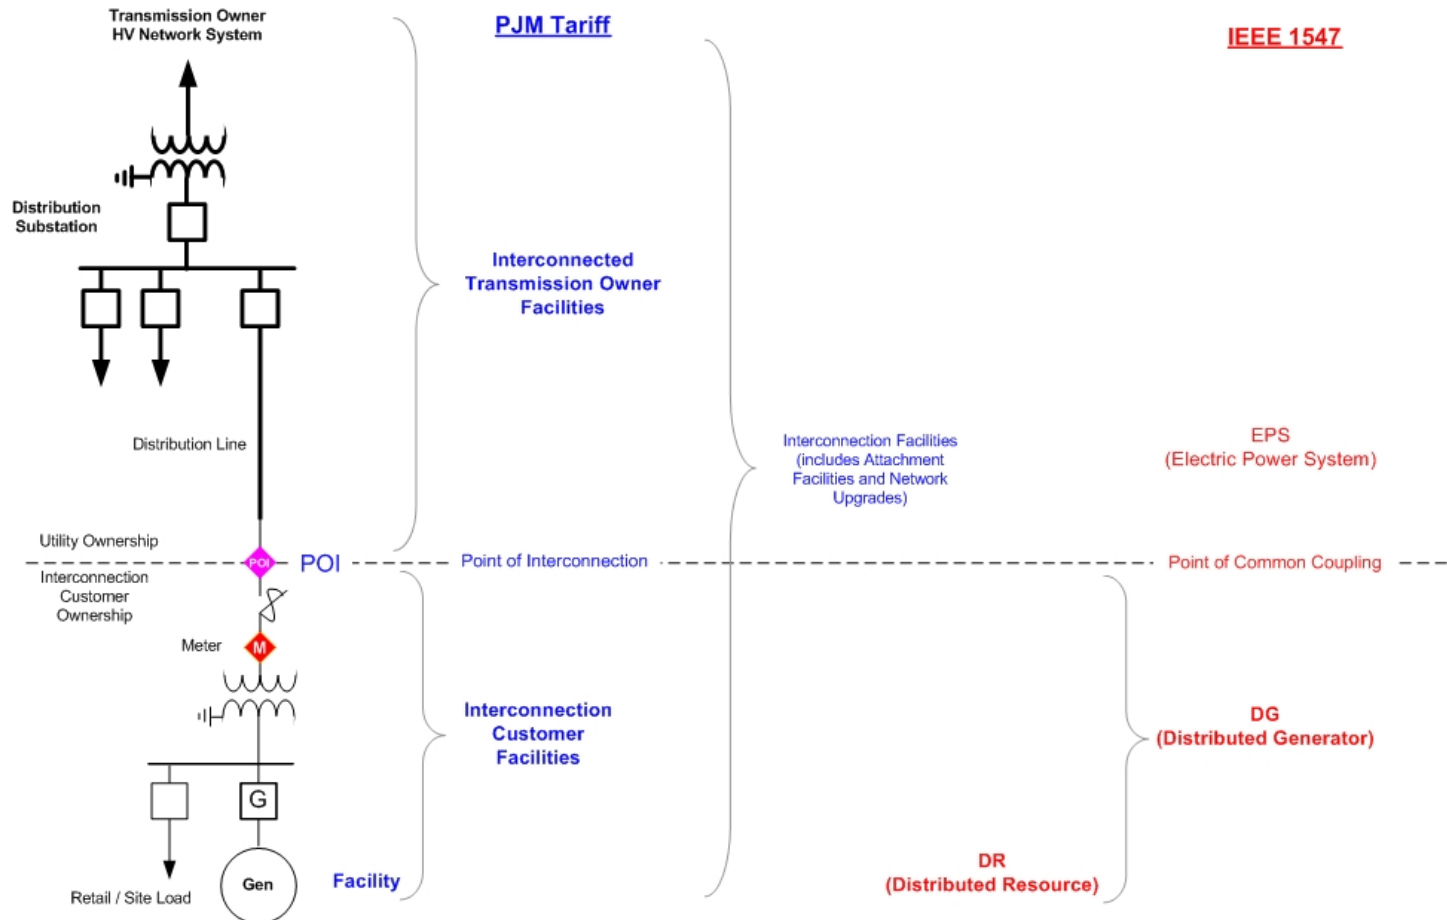 Transmission Owner
HV Network System
PJM Tariff
IEEE 1547
Distribution
Substation
Interconnected
Transmission Owner
Facilities
Distribution Line
Interconnection Facilities
(includes Attachment
Facilities and Network
Upgrades)
EPS
(Electric Power System)
Utility Ownership
POI
POI
Point of Interconnection
Point of Common Coupling
Interconnection
Customer
Ownership
Meter
M
Interconnection
Customer
Facilities
DG
(Distributed Generator)
G
Gen
Facility
Retail / Site Load
DR
(Distributed Resource)